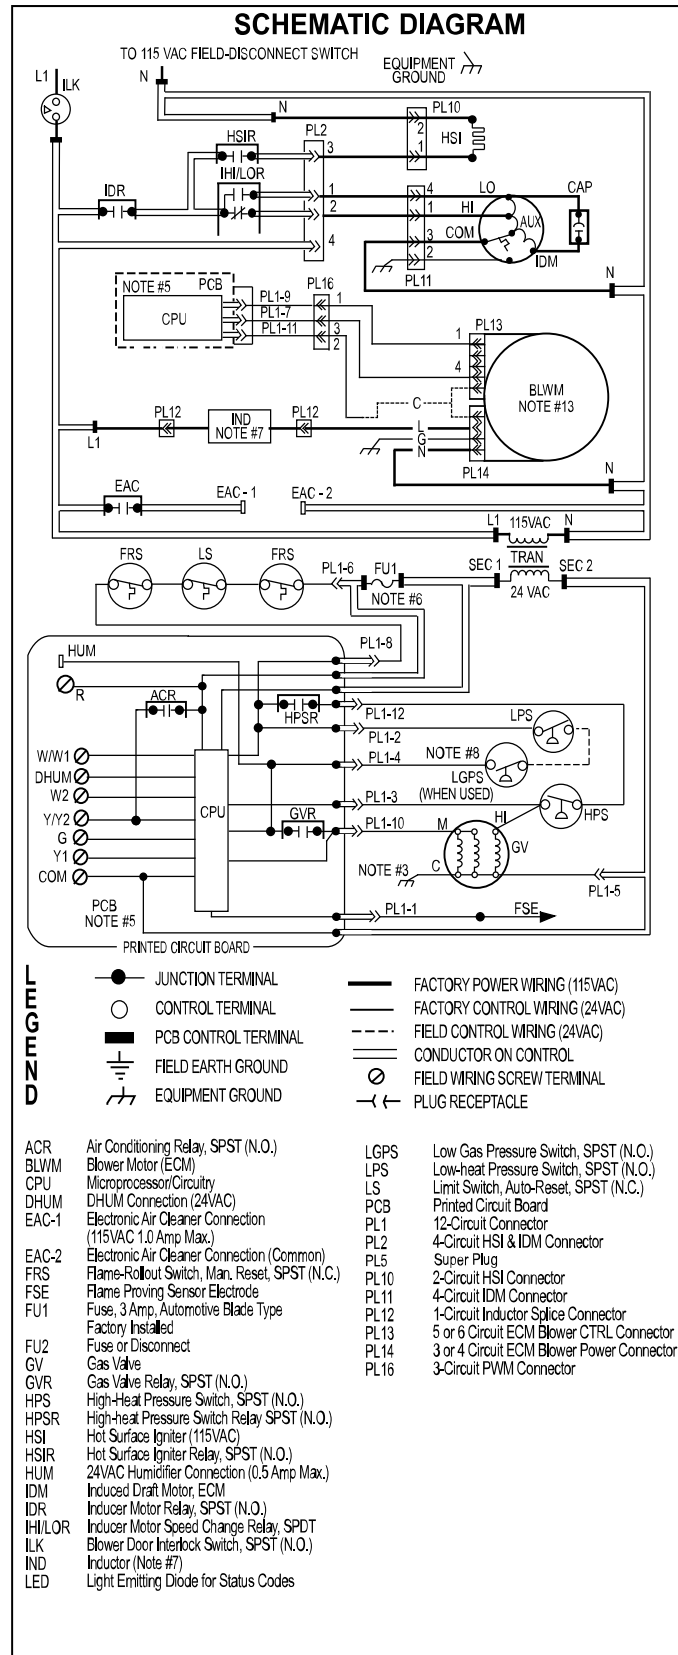 SCHEMATIC DIAGRAM
TO 115 VAC FIELD-DISCONNECT SWITCH
EQUIPMENT
GROUND
L1
ILK
N
N
PL10
2
1
HSI
HSIR
PL2
3
IHI/LOR
IDR
1
2
4
4
1
3
2
LO
HI
COM
AUX
IDM
CAP
PL11
N
NOTE #5
PCB
CPU
PL1-9
PL1-7
PL1-11
PL16
1
3
2
PL13
1
4
BLWM
NOTE #13
C
L
G
N
PL14
N
L1
PL12
IND
NOTE #7
PL12
EAC
EAC - 1
EAC - 2
L1
115VAC
N
TRAN
SEC 1
24 VAC
SEC 2
FRS
LS
FRS
PL1-6
FU1
NOTE #6
HUM
R
ACR
PL1-8
HPSR
PL1-12
PL1-2
LPS
PL1-4
NOTE #8
LGPS
(WHEN USED)
W/W1
DHUM
W2
Y/Y2
G
Y1
COM
CPU
PL1-3
HPS
GVR
PL1-10
M
HI
GV
C
NOTE #3
PL1-5
PCB
NOTE #5
PL1-1
FSE
PRINTED CIRCUIT BOARD
LEGEND
JUNCTION TERMINAL
CONTROL TERMINAL
PCB CONTROL TERMINAL
FIELD EARTH GROUND
EQUIPMENT GROUND
FACTORY POWER WIRING (115VAC)
FACTORY CONTROL WIRING (24VAC)
FIELD CONTROL WIRING (24VAC)
CONDUCTOR ON CONTROL
FIELD WIRING SCREW TERMINAL
PLUG RECEPTACLE
ACR Air Conditioning Relay, SPST (N.O.)
BLWM Blower Motor (ECM)
CPU Microprocessor/Circuitry
DHUM DHUM Connection (24VAC)
EAC-1 Electronic Air Cleaner Connection
(115VAC 1.0 Amp Max.)
EAC-2 Electronic Air Cleaner Connection (Common)
FRS Flame-Rollout Switch, Man. Reset, SPST (N.C.)
FSE Flame Proving Sensor Electrode
FU1 Fuse, 3 Amp, Automotive Blade Type
Factory Installed
FU2 Fuse or Disconnect
GV Gas Valve
GVR Gas Valve Relay, SPST (N.O.)
HPS High-Heat Pressure Switch, SPST (N.O.)
HPSR High-heat Pressure Switch Relay SPST (N.O.)
HSI Hot Surface Igniter (115VAC)
HSIR Hot Surface Igniter Relay, SPST (N.O.)
HUM 24VAC Humidifier Connection (0.5 Amp Max.)
IDM Induced Draft Motor, ECM
IDR Inducer Motor Relay, SPST (N.O.)
IHI/LOR Inducer Motor Speed Change Relay, SPDT
ILK Blower Door Interlock Switch, SPST (N.O.)
IND Inductor (Note #7)
LED Light Emitting Diode for Status Codes
LGPS Low Gas Pressure Switch, SPST (N.O.)
LPS Low-heat Pressure Switch, SPST (N.O.)
LS Limit Switch, Auto-Reset, SPST (N.C.)
PCB Printed Circuit Board
PL1 12-Circuit Connector
PL2 4-Circuit HSI & IDM Connector
PL5 Super Plug
PL10 2-Circuit HSI Connector
PL11 4-Circuit IDM Connector
PL12 1-Circuit Inductor Splice Connector
PL13 5 or 6 Circuit ECM Blower CTRL Connector
PL14 3 or 4 Circuit ECM Blower Power Connector
PL16 3-Circuit PWM Connector